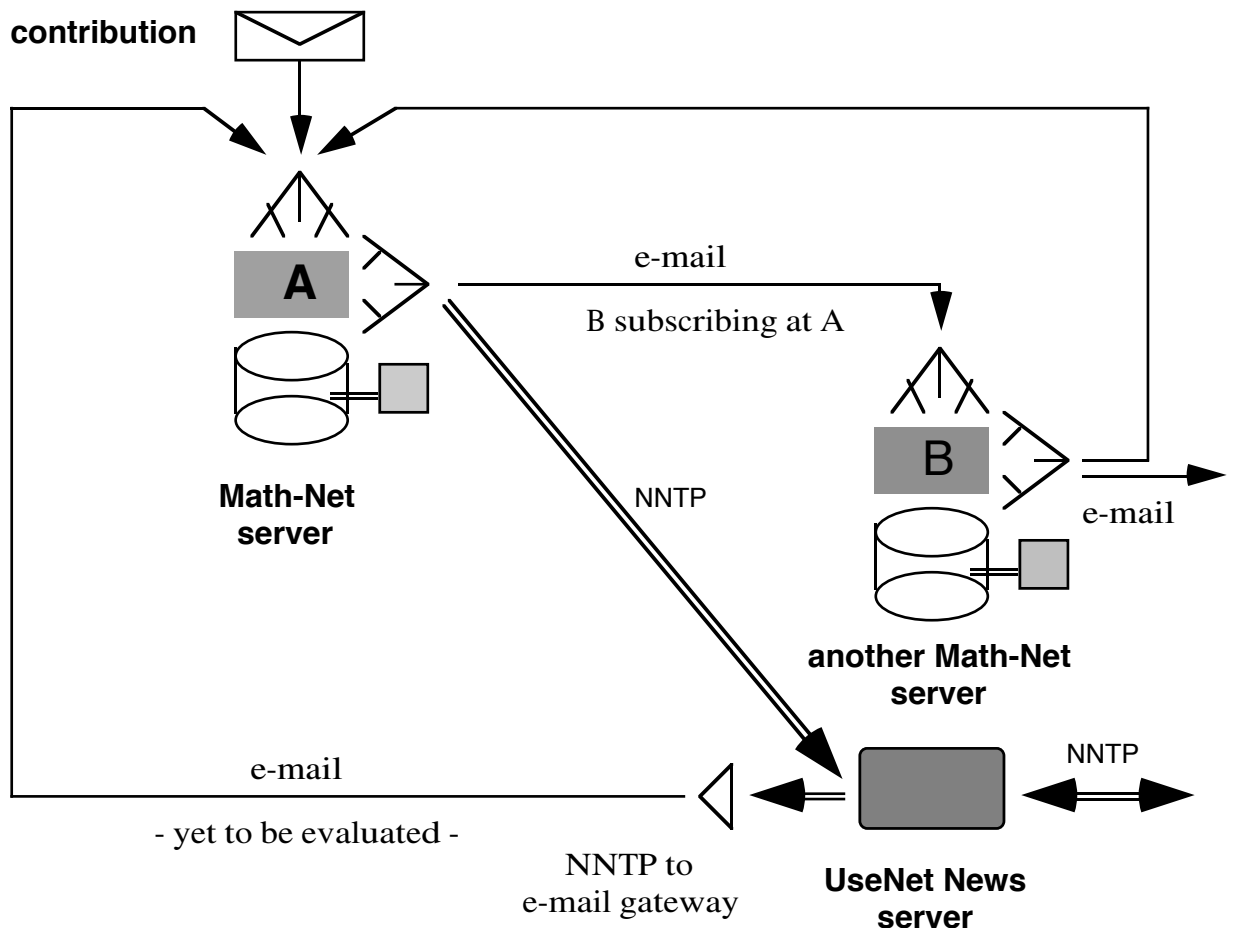 contribution
A
e-mail
B subscribing at A
B
Math-Net
server
NNTP
e-mail
another Math-Net
server
NNTP
e-mail
- yet to be evaluated -
NNTP to
e-mail gateway
UseNet News
server